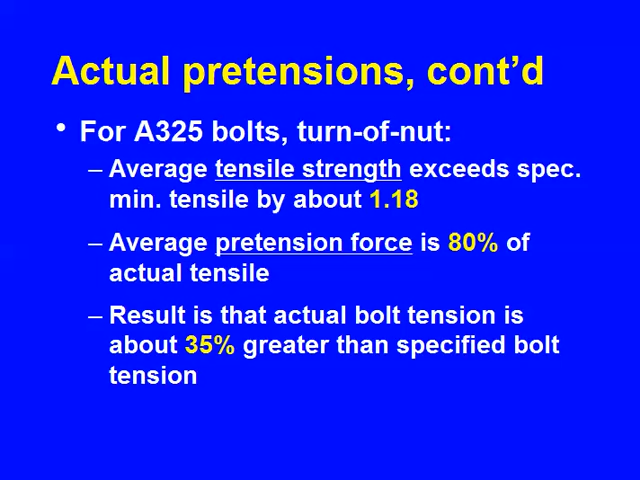 Actual pretensions, cont’d
• For A325 bolts, turn-of-nut:
– Average tensile strength exceeds spec.
min. tensile by about 1.18
– Average pretension force is 80% of
actual tensile
– Result is that actual bolt tension is
about 35% greater than specified bolt
tension